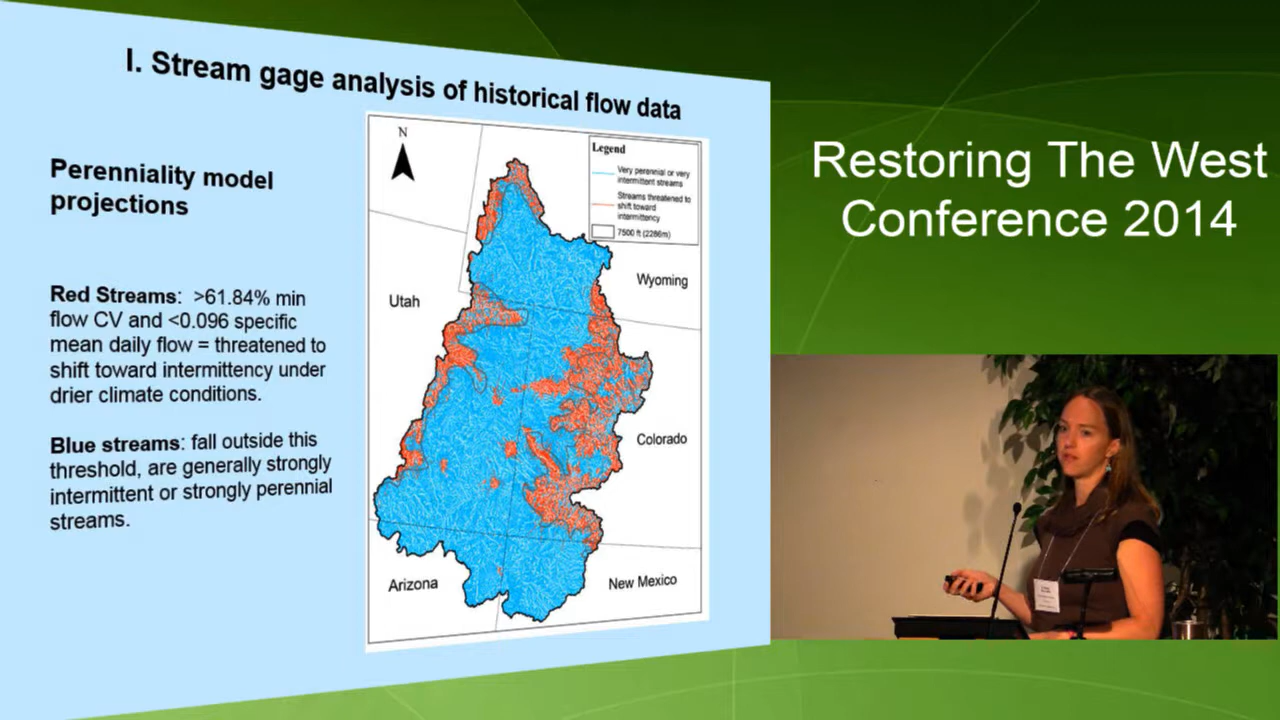 I. Stream gage analysis of historical flow data
Perenniality model
projections
Red Streams: >61.84% min
flow CV and <0.096 specific
mean daily flow = threatened to
shift toward intermittency under
drier climate conditions.
Blue streams: fall outside this
threshold, are generally strongly
intermittent or strongly perennial
streams.
N
Legend
Very perennial or very
intermittent streams
Streams threatened to
shift toward
intermittency
7500 ft (2286m)
Wyoming
Utah
Colorado
Arizona
New Mexico
Restoring The West
Conference 2014